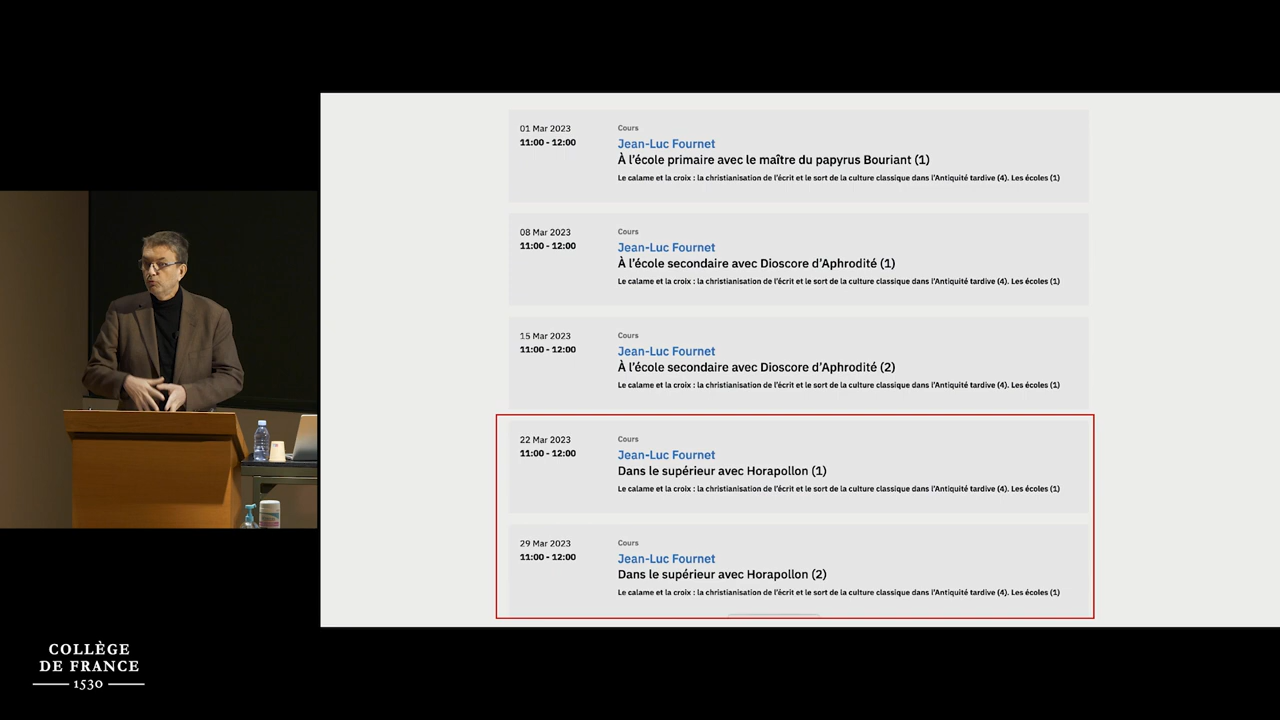 01 Mar 2023
11:00 - 12:00
Cours
Jean-Luc Fournet
À l'école primaire avec le maître du papyrus Bouriant (1)
Le calame et la croix : la christianisation de l'écrit et le sort de la culture classique dans l'Antiquité tardive (4). Les écoles (1)
08 Mar 2023
11:00 - 12:00
Cours
Jean-Luc Fournet
À l'école secondaire avec Dioscore d'Aphrodité (1)
Le calame et la croix : la christianisation de l'écrit et le sort de la culture classique dans l'Antiquité tardive (4). Les écoles (1)
15 Mar 2023
11:00 - 12:00
Cours
Jean-Luc Fournet
À l'école secondaire avec Dioscore d'Aphrodité (2)
Le calame et la croix : la christianisation de l'écrit et le sort de la culture classique dans l'Antiquité tardive (4). Les écoles (1)
22 Mar 2023
11:00 - 12:00
Cours
Jean-Luc Fournet
Dans le supérieur avec Horapollon (1)
Le calame et la croix : la christianisation de l'écrit et le sort de la culture classique dans l'Antiquité tardive (4). Les écoles (1)
29 Mar 2023
11:00 - 12:00
Cours
Jean-Luc Fournet
Dans le supérieur avec Horapollon (2)
Le calame et la croix : la christianisation de l'écrit et le sort de la culture classique dans l'Antiquité tardive (4). Les écoles (1)
COLLÈGE
DE FRANCE
1530